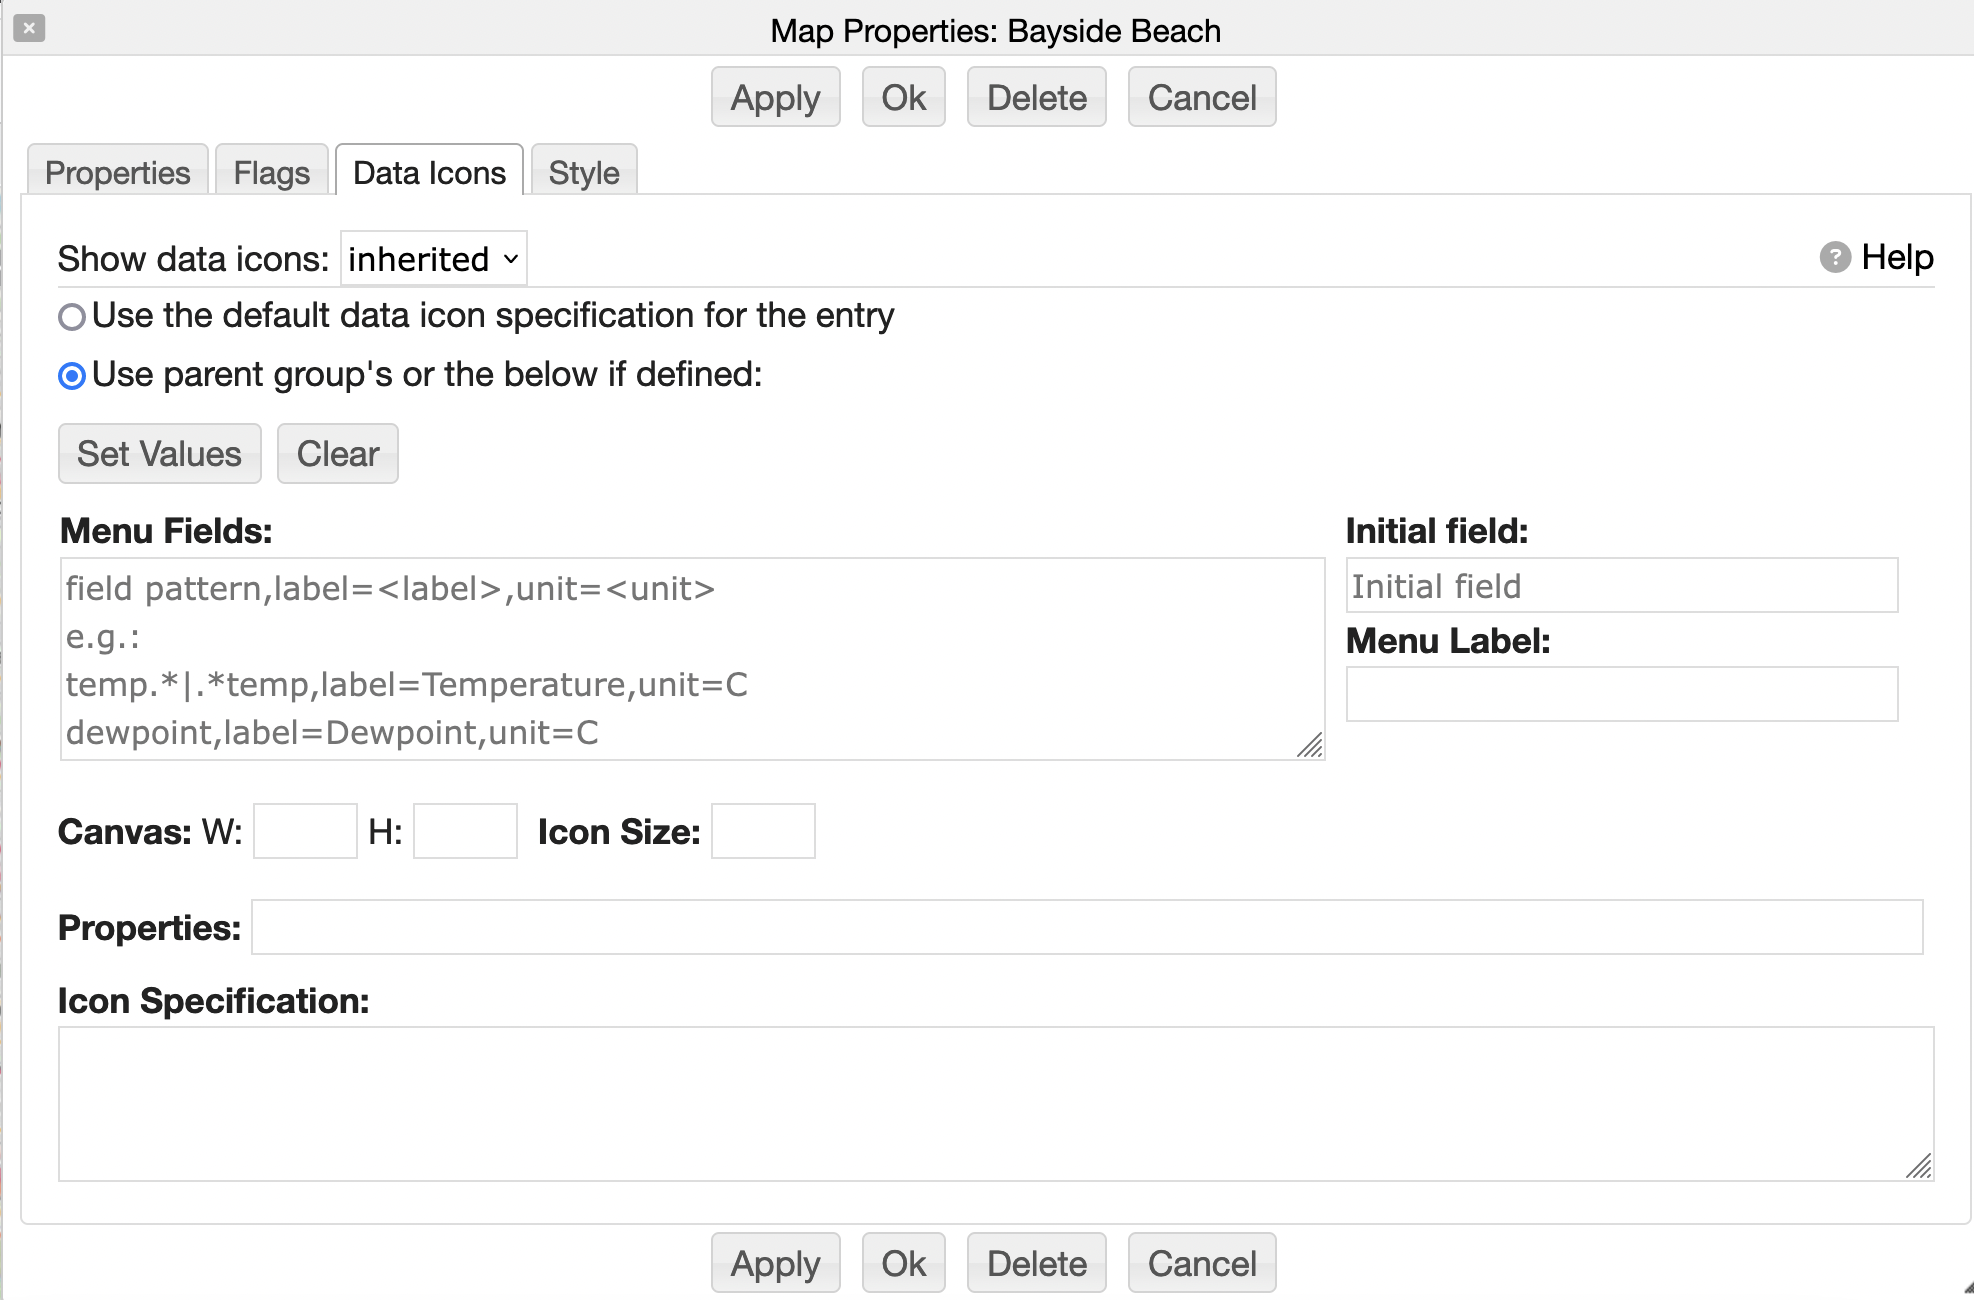 Map Properties: Bayside Beach
Apply Ok Delete Cancel
Properties Flags Data Icons Style
Show data icons: inherited ? Help
Use the default data icon specification for the entry
Use parent group's or the below if defined:
Set Values Clear
Menu Fields: Initial field:
field pattern,label=<label>,unit=<unit> Initial field
e.g.: Menu Label:
temp.*|.*temp,label=Temperature,unit=C
dewpoint,label=Dewpoint,unit=C
Canvas: W: H: Icon Size:
Properties:
Icon Specification:
Apply Ok Delete Cancel